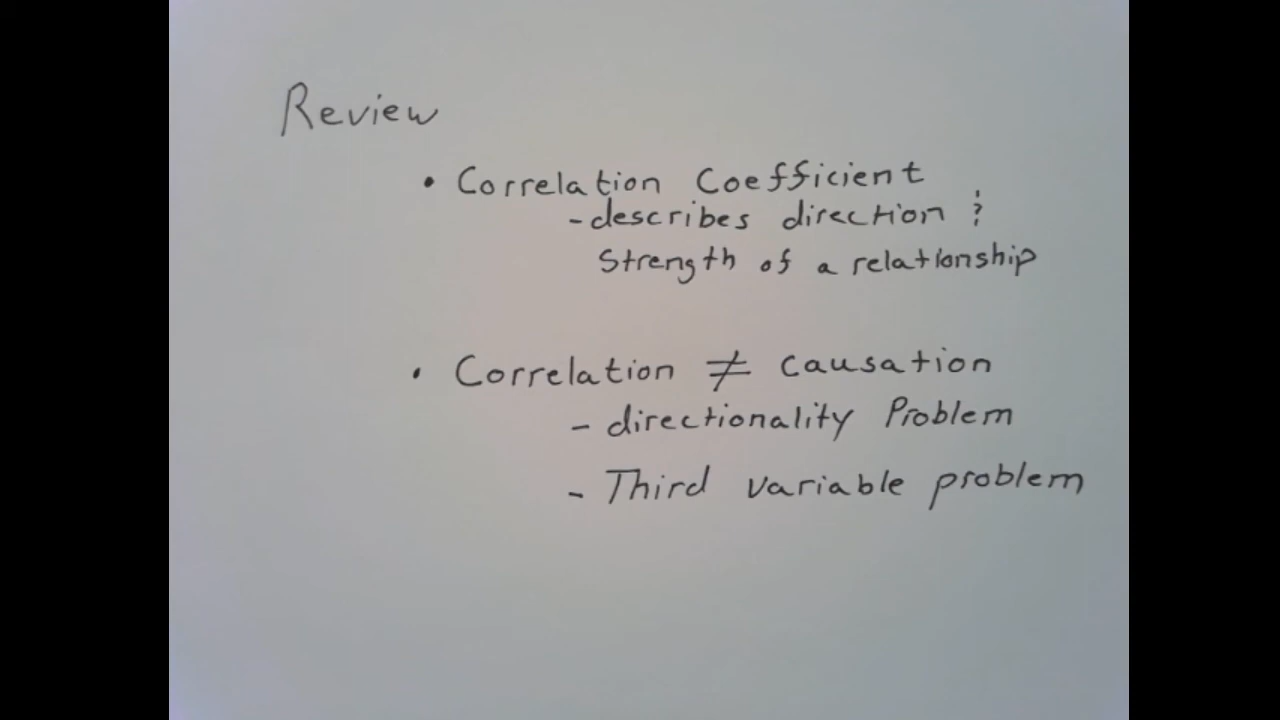 Review
• Correlation Coefficient
- describes direction &
Strength of a relationship
• Correlation ≠ causation
- directionality Problem
- Third variable problem